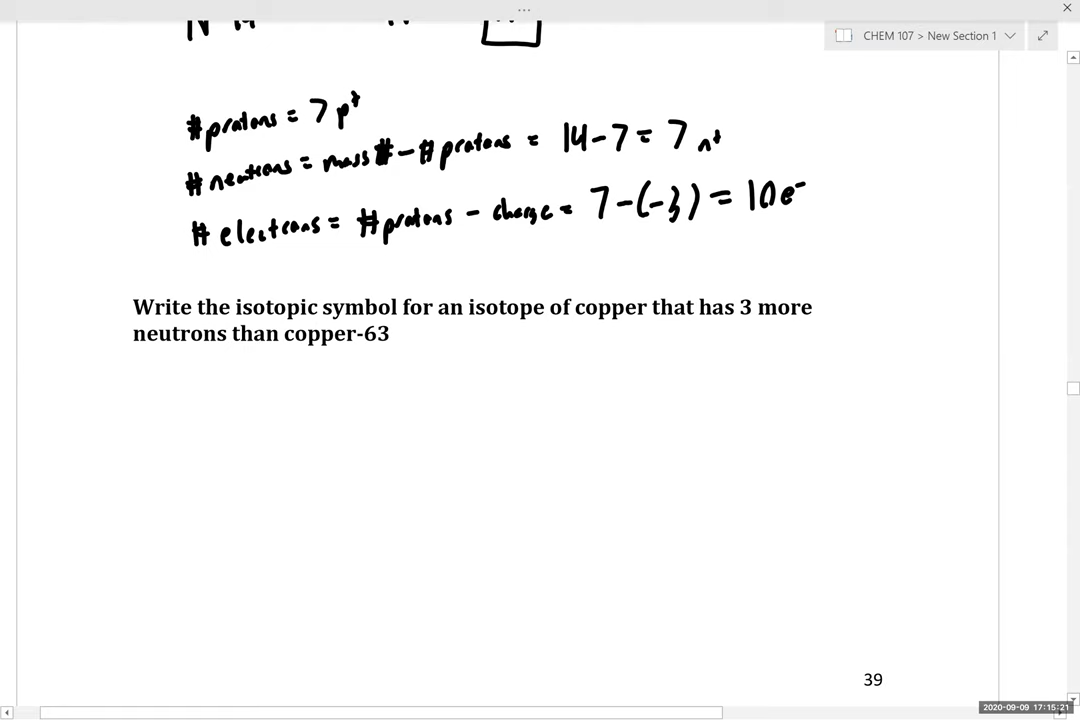 CHEM 107 > New Section 1
#protons = 7 p⁺
#neutrons = mass # - # protons = 14 - 7 = 7 n⁺
# electrons = #protons - charge = 7 - (-3) = 10 e⁻
Write the isotopic symbol for an isotope of copper that has 3 more
neutrons than copper-63
39
2020-09-09 17:15:21